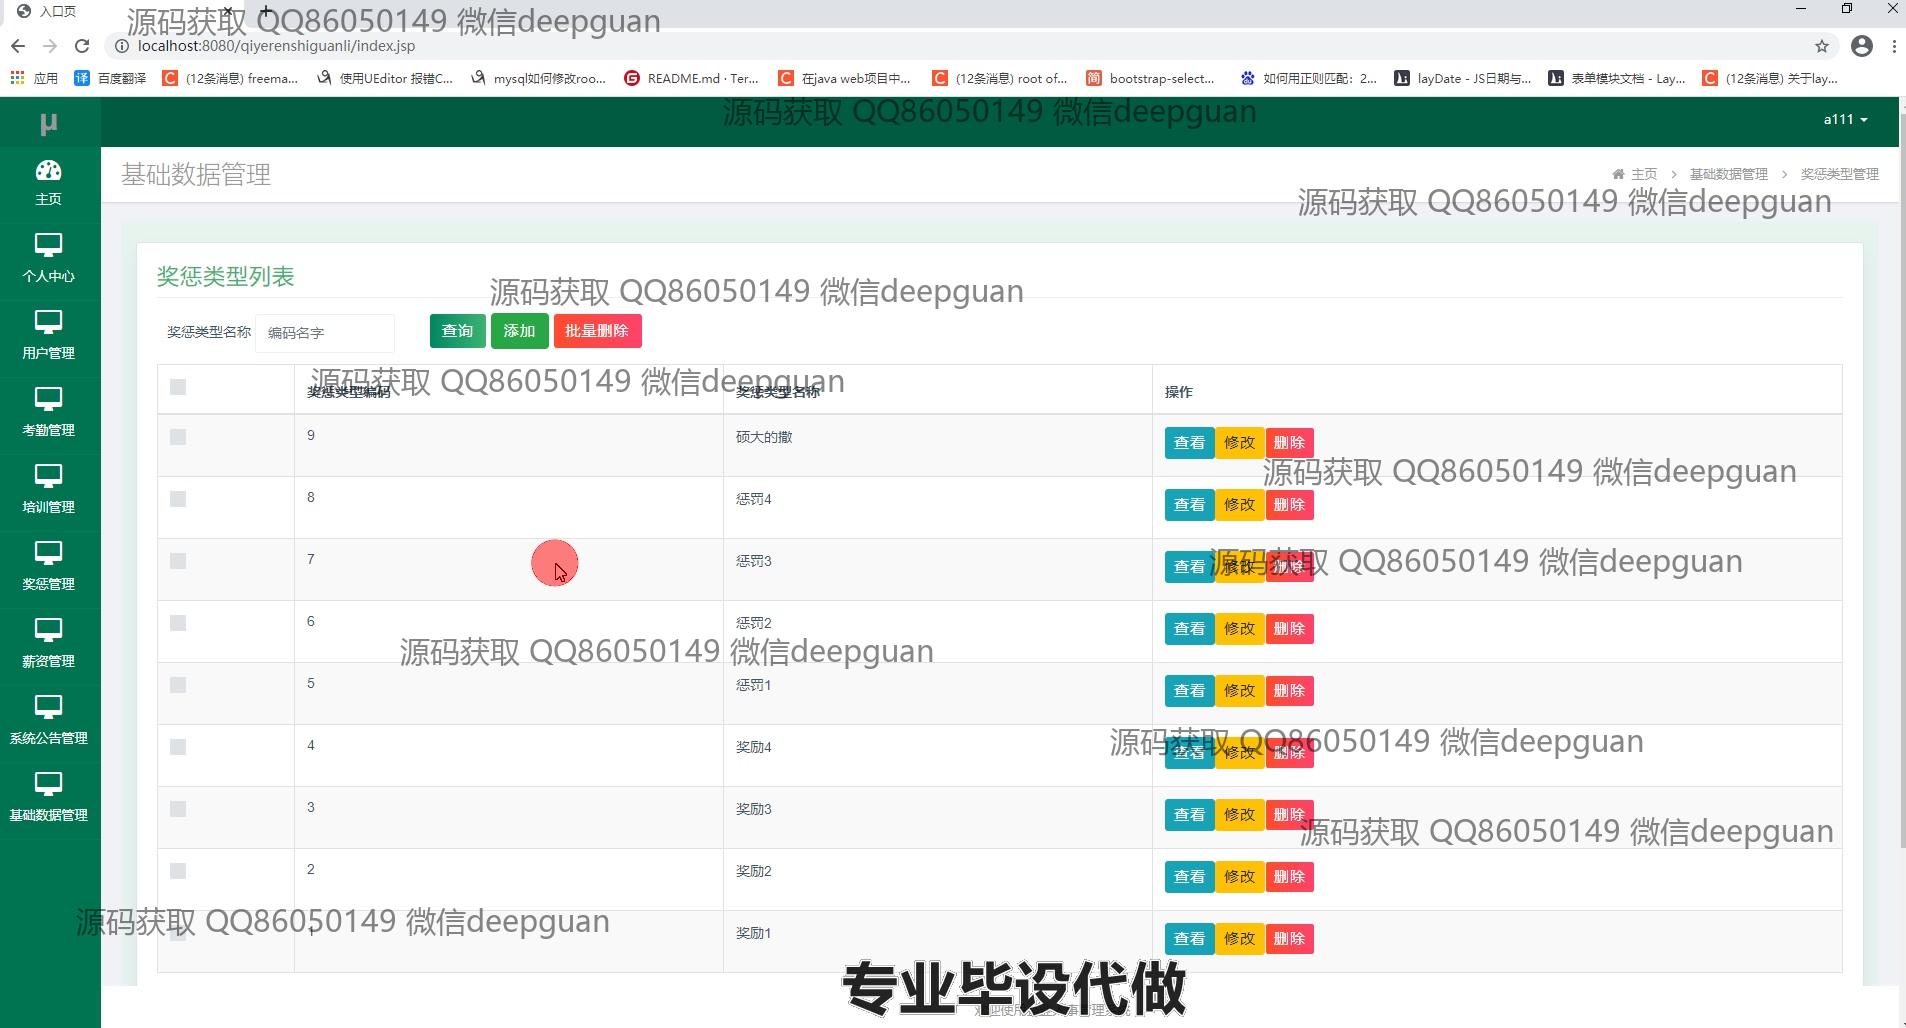 入口页
源码获取 QQ86050149 微信deepguan
localhost:8080/qiyerenshiguanli/index.jsp
应用 百度翻译 (12条消息) freema... 使用UEditor 报错C... mysql如何修改roo... README.md · Ter... 在java web项目中... (12条消息) root of... bootstrap-select... 如何用正则匹配：2... layDate - JS日期与... 表单模块文档 - Lay... (12条消息) 关于lay...
源码获取 QQ86050149 微信deepguan
μ
a111
主页
基础数据管理
主页 > 基础数据管理 > 奖惩类型管理
源码获取 QQ86050149 微信deepguan
个人中心
用户管理
考勤管理
培训管理
奖惩管理
薪资管理
系统公告管理
基础数据管理
奖惩类型列表
源码获取 QQ86050149 微信deepguan
奖惩类型名称 编码名字 查询 添加 批量删除
源码获取 QQ86050149 微信deepguan
奖惩类型编码 奖惩类型名称 操作
9 硕大的撒 查看 修改 删除
源码获取 QQ86050149 微信deepguan
8 惩罚4 查看 修改 删除
7 惩罚3 查看 修改 删除
源码获取 QQ86050149 微信deepguan
6 惩罚2 查看 修改 删除
源码获取 QQ86050149 微信deepguan
5 惩罚1 查看 修改 删除
4 奖励4 查看 修改 删除
源码获取 QQ86050149 微信deepguan
3 奖励3 查看 修改 删除
源码获取 QQ86050149 微信deepguan
2 奖励2 查看 修改 删除
源码获取 QQ86050149 微信deepguan
1 奖励1 查看 修改 删除
专业毕设代做